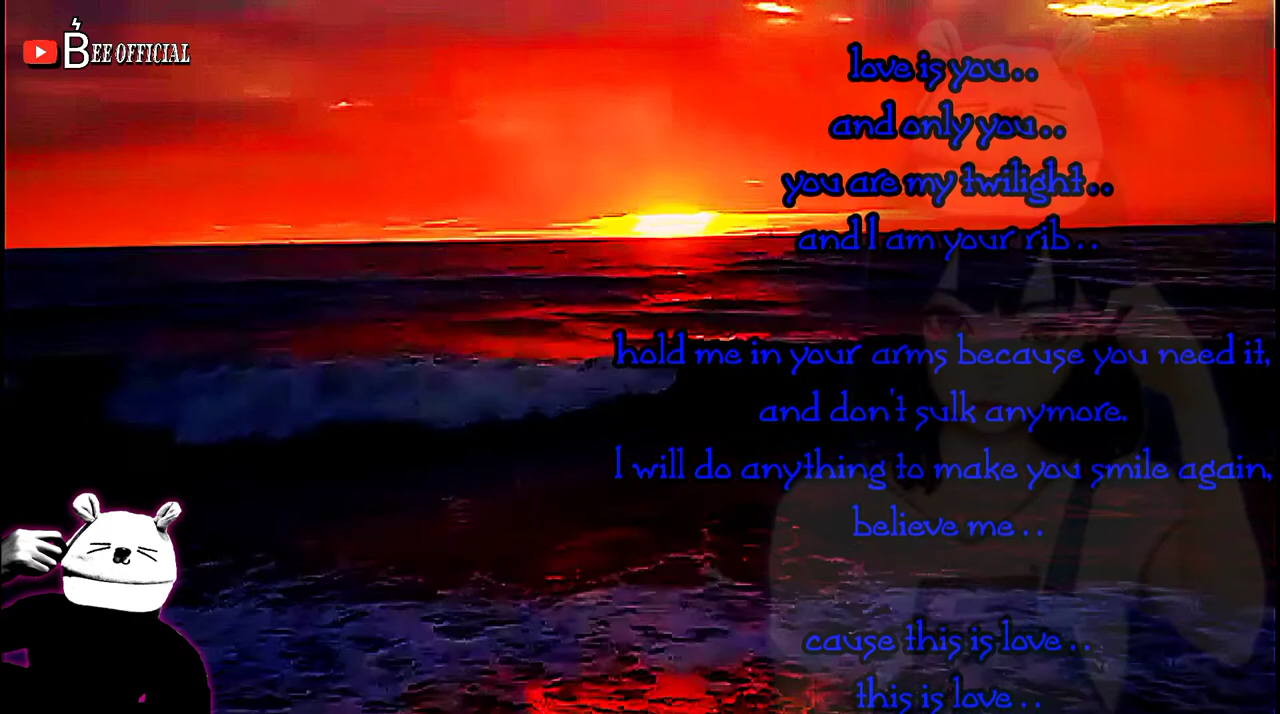 BEE OFFICIAL
love is you..
and only you..
you are my twilight..
and I am your rib..
hold me in your arms because you need it,
and don't sulk anymore.
I will do anything to make you smile again,
believe me..
cause this is love..
this is love..